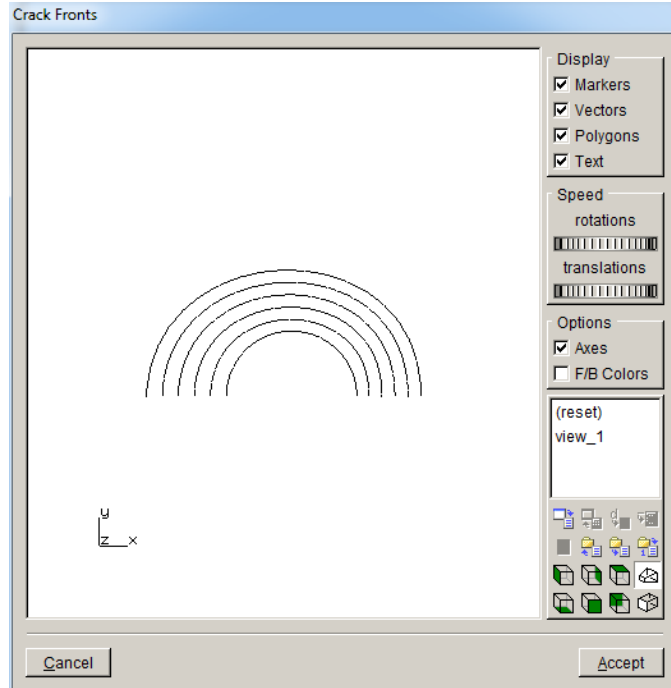 Crack Fronts
Display
Markers
Vectors
Polygons
Text
Speed
rotations
translations
Options
Axes
F/B Colors
(reset)
view_1
y
z x
Cancel
Accept